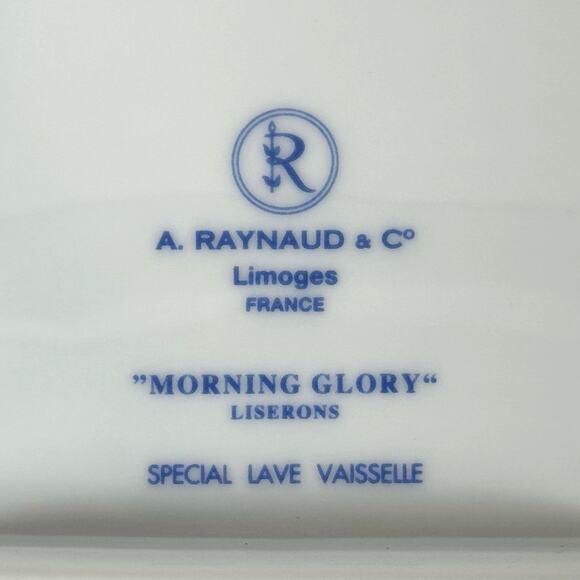 R
A. RAYNAUD & Cº
Limoges
FRANCE
”MORNING GLORY“
LISERONS
SPECIAL LAVE VAISSELLE